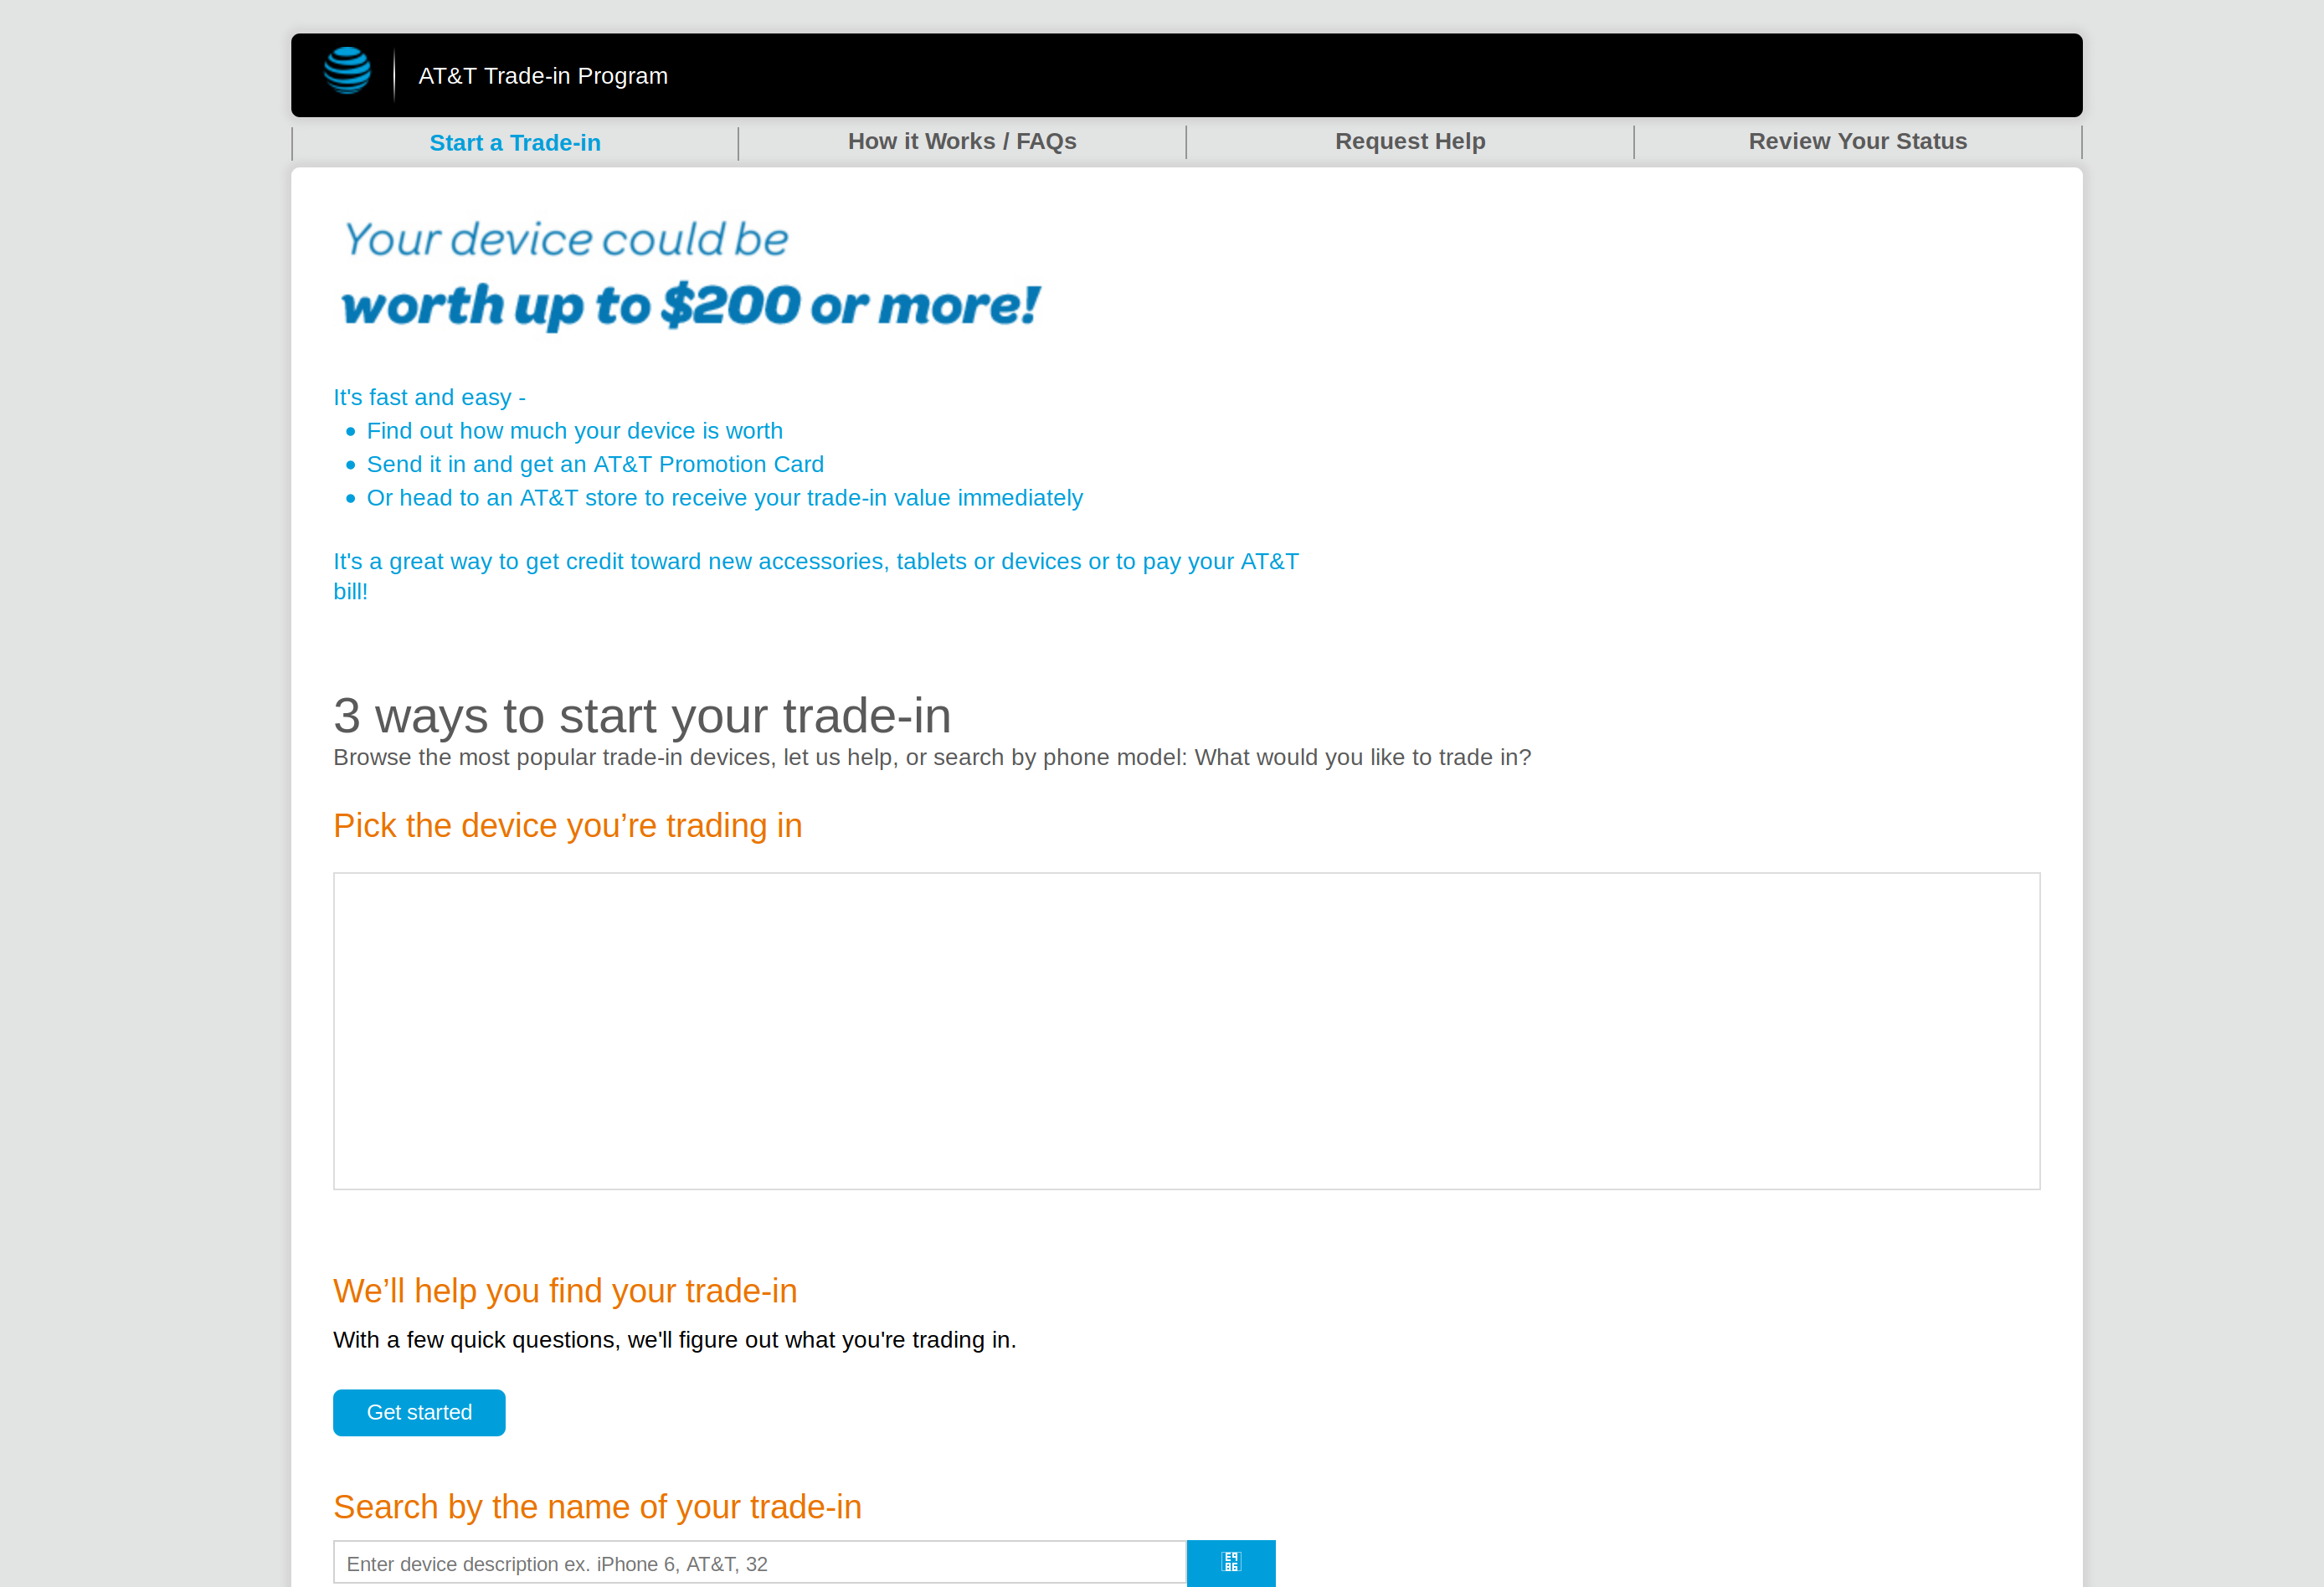 AT&T Trade-in Program
Start a Trade-in
How it Works / FAQs
Request Help
Review Your Status
Your device could be
worth up to $200 or more!
It's fast and easy -
Find out how much your device is worth
Send it in and get an AT&T Promotion Card
Or head to an AT&T store to receive your trade-in value immediately
It's a great way to get credit toward new accessories, tablets or devices or to pay your AT&T
bill!
3 ways to start your trade-in
Browse the most popular trade-in devices, let us help, or search by phone model: What would you like to trade in?
Pick the device you’re trading in
We’ll help you find your trade-in
With a few quick questions, we'll figure out what you're trading in.
Get started
Search by the name of your trade-in
Enter device description ex. iPhone 6, AT&T, 32